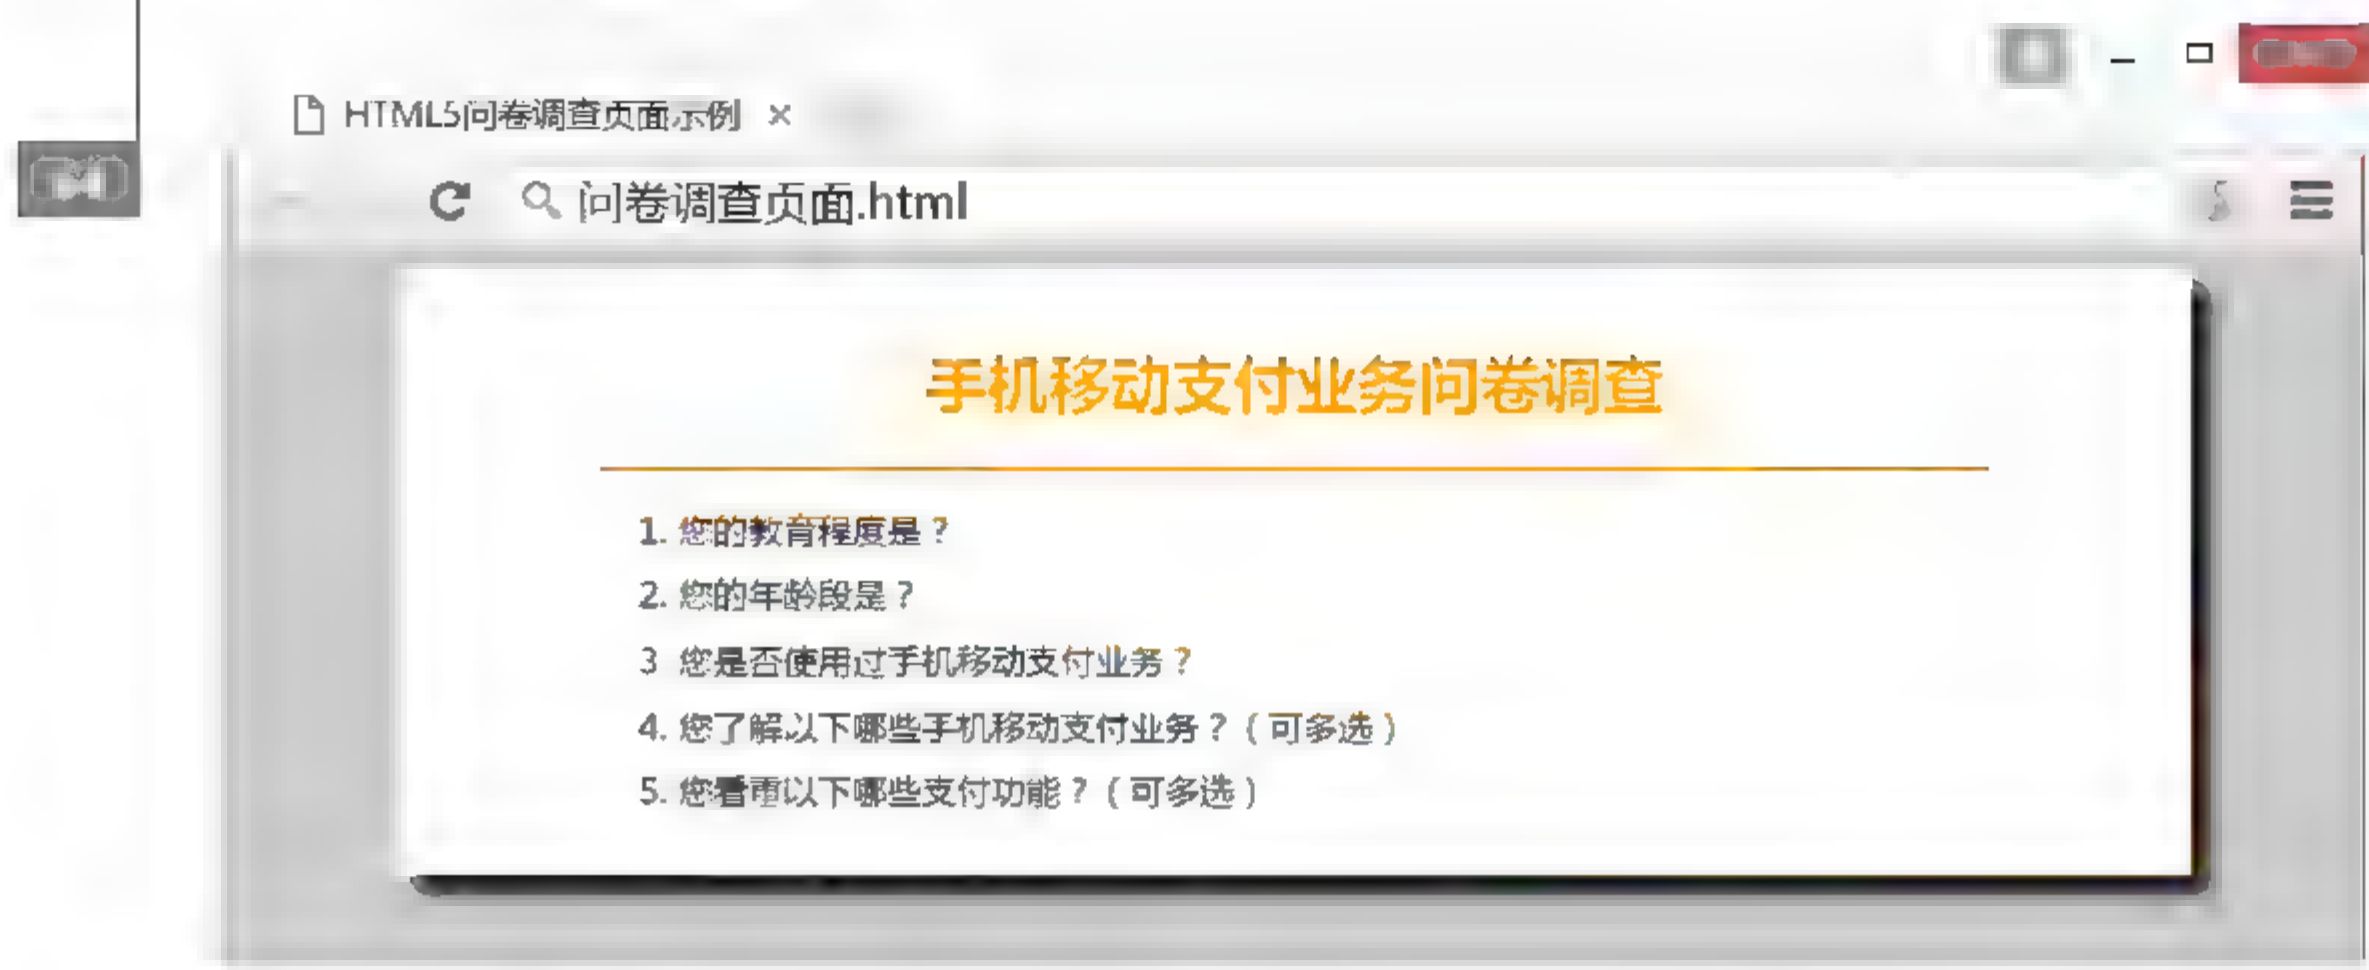 HTML5问卷调查页面示例
问卷调查页面.html
手机移动支付业务问卷调查
1. 您的教育程度是？
2. 您的年龄段是？
3 您是否使用过手机移动支付业务？
4. 您了解以下哪些手机移动支付业务？（可多选）
5. 您看重以下哪些支付功能？（可多选）